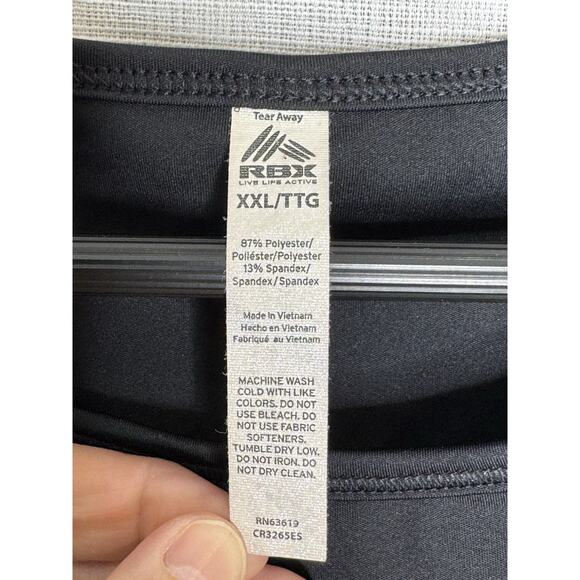 Tear Away
RBX
LIVE LIFE ACTIVE
XXL/TTG
87% Polyester/
Poliéster/Polyester
13% Spandex/
Spandex/Spandex
Made in Vietnam
Hecho en Vietnam
Fabriqué au Vietnam
MACHINE WASH
COLD WITH LIKE
COLORS. DO NOT
USE BLEACH. DO
NOT USE FABRIC
SOFTENERS.
TUMBLE DRY LOW.
DO NOT IRON. DO
NOT DRY CLEAN.
RN63619
CR3265ES